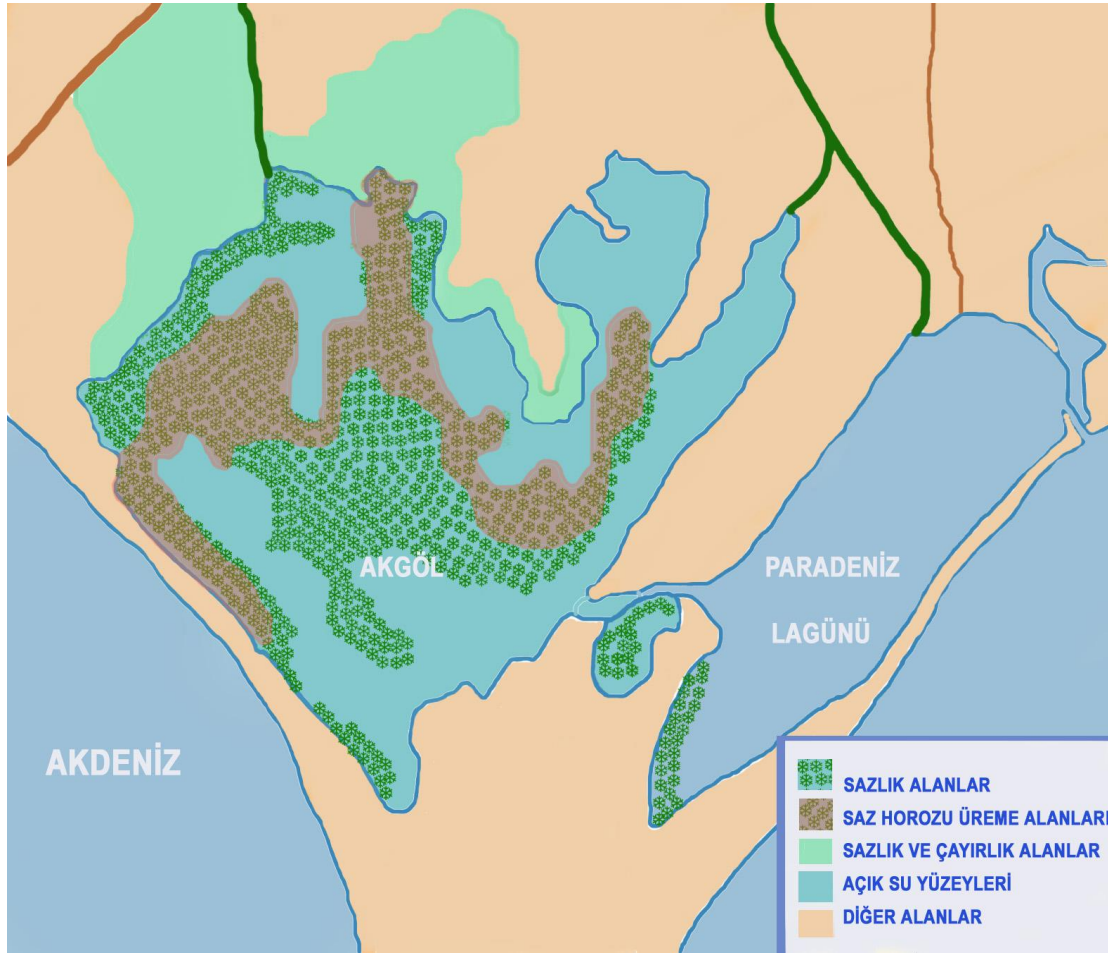 AKGÖL
PARADENİZ
LAGÜNÜ
AKDENİZ
SAZLIK ALANLAR
SAZ HOROZU ÜREME ALANLARI
SAZLIK VE ÇAYIRLIK ALANLAR
AÇIK SU YÜZEYLERİ
DİĞER ALANLAR